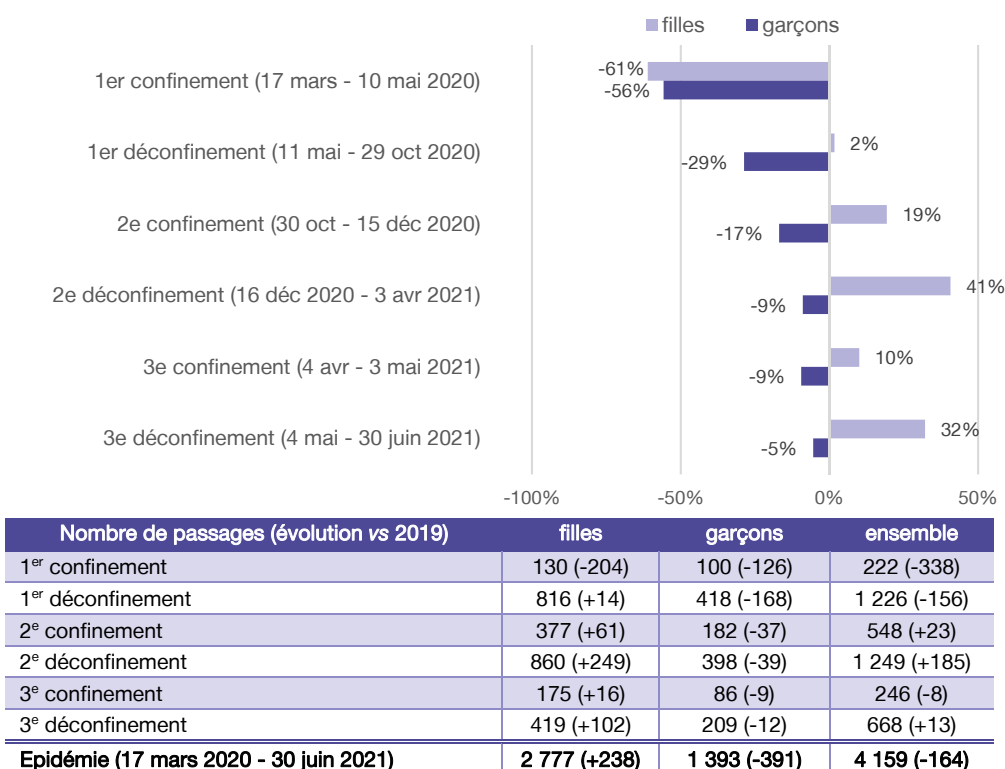 filles garçons
1er confinement (17 mars - 10 mai 2020) -61% -56%
1er déconfinement (11 mai - 29 oct 2020) -29% 2%
2e confinement (30 oct - 15 déc 2020) -17% 19%
2e déconfinement (16 déc 2020 - 3 avr 2021) -9% 41%
3e confinement (4 avr - 3 mai 2021) -9% 10%
3e déconfinement (4 mai - 30 juin 2021) -5% 32%
-100% -50% 0% 50%
Nombre de passages (évolution vs 2019) filles garçons ensemble
1er confinement 130 (-204) 100 (-126) 222 (-338)
1er déconfinement 816 (+14) 418 (-168) 1 226 (-156)
2e confinement 377 (+61) 182 (-37) 548 (+23)
2e déconfinement 860 (+249) 398 (-39) 1 249 (+185)
3e confinement 175 (+16) 86 (-9) 246 (-8)
3e déconfinement 419 (+102) 209 (-12) 668 (+13)
Epidémie (17 mars 2020 - 30 juin 2021) 2 777 (+238) 1 393 (-391) 4 159 (-164)